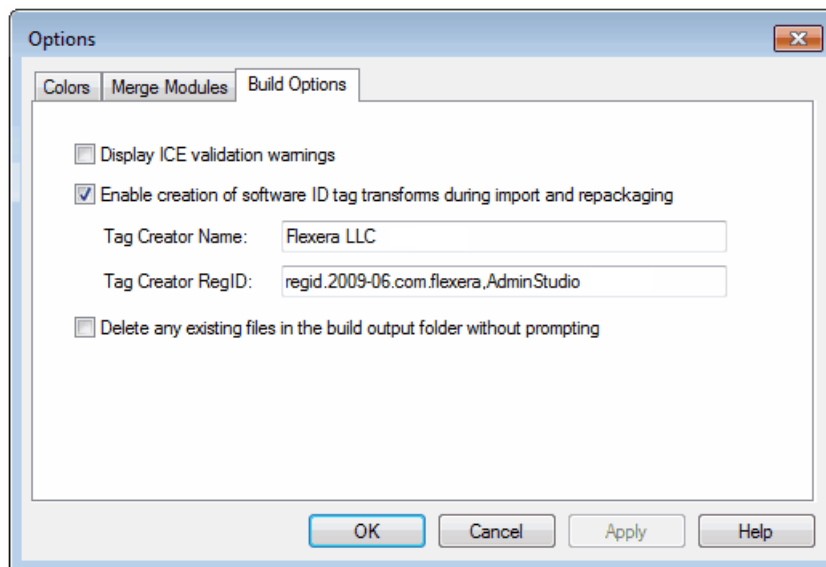 Options
Colors
Merge Modules
Build Options
Display ICE validation warnings
Enable creation of software ID tag transforms during import and repackaging
Tag Creator Name: Flexera LLC
Tag Creator RegID: regid.2009-06.com.flexera,AdminStudio
Delete any existing files in the build output folder without prompting
OK Cancel Apply Help